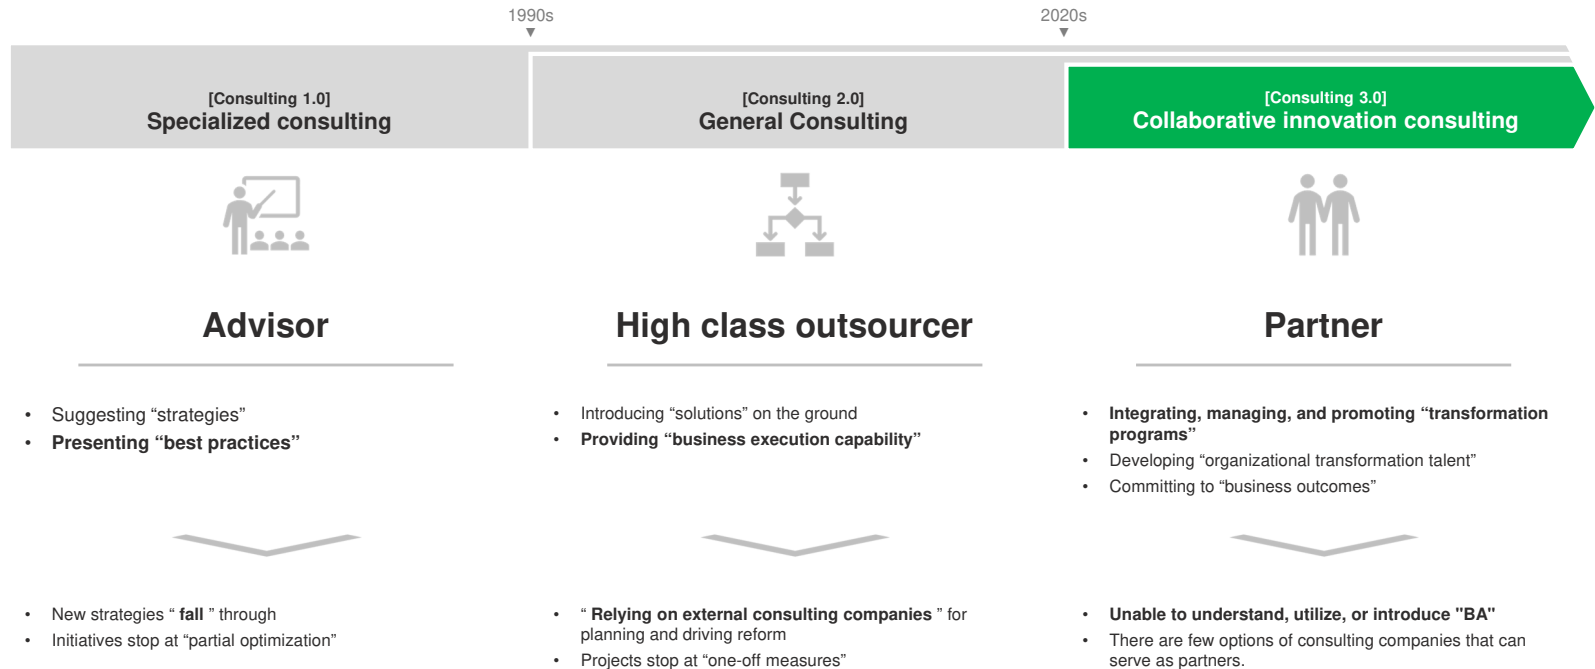 1990s
2020s
[Consulting 1.0]
Specialized consulting
[Consulting 2.0]
General Consulting
[Consulting 3.0]
Collaborative innovation consulting
Advisor
• Suggesting “strategies”
• Presenting “best practices”
• New strategies “ fall ” through
• Initiatives stop at “partial optimization”
High class outsourcer
• Introducing “solutions” on the ground
• Providing “business execution capability”
• “ Relying on external consulting companies ” for
planning and driving reform
• Projects stop at “one-off measures”
Partner
• Integrating, managing, and promoting “transformation
programs”
• Developing “organizational transformation talent”
• Committing to “business outcomes”
• Unable to understand, utilize, or introduce "BA"
• There are few options of consulting companies that can
serve as partners.